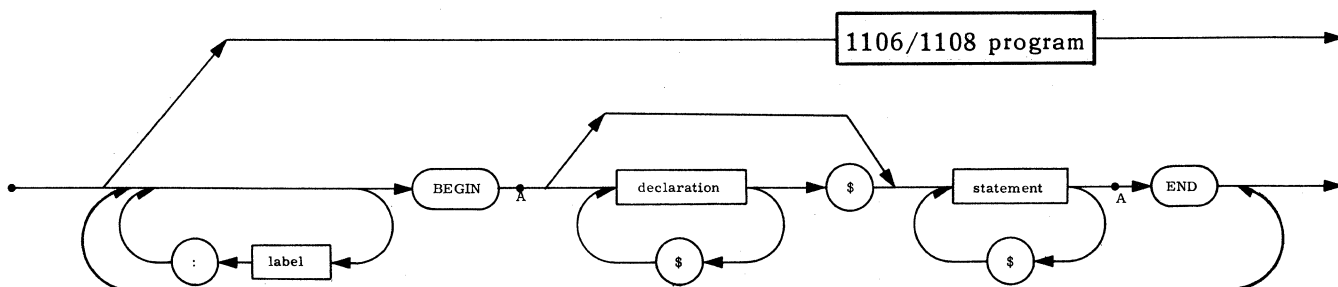 1106/1108 program
BEGIN A declaration $ statement A END
: label $ $